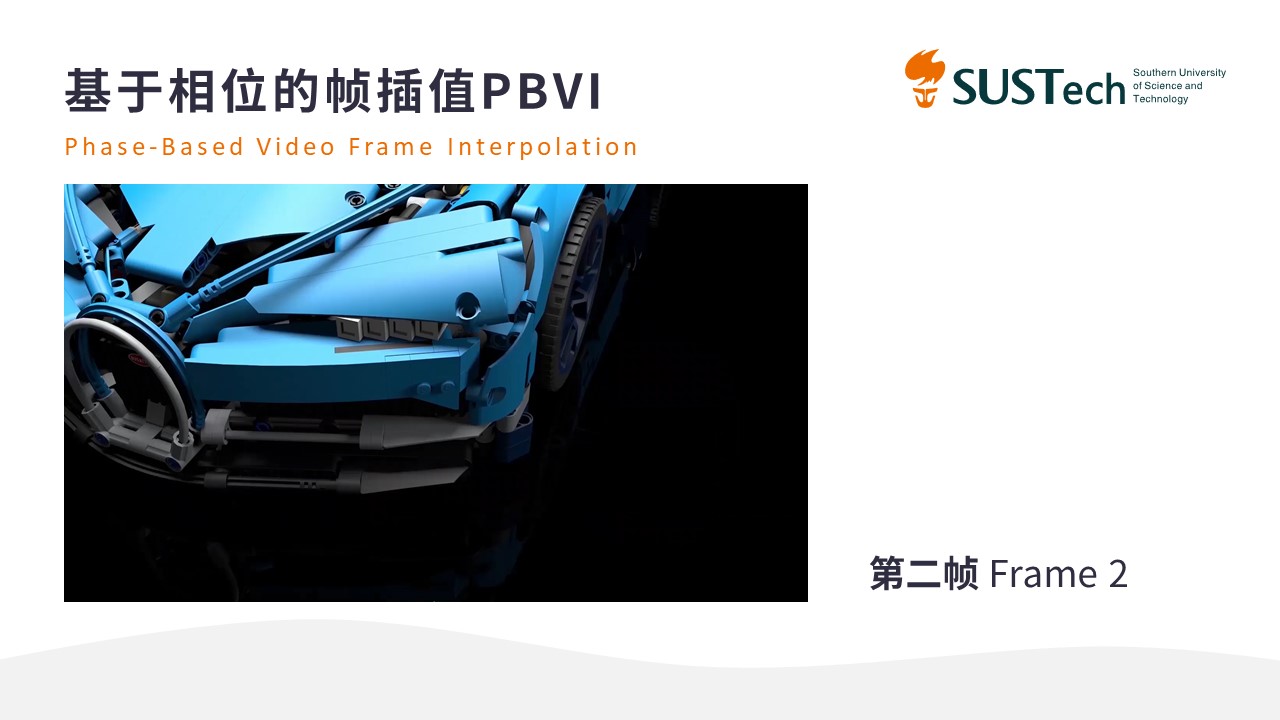 基于相位的帧插值PBVI
Phase-Based Video Frame Interpolation
SUSTech
Southern University
of Science and
Technology
第二帧 Frame 2